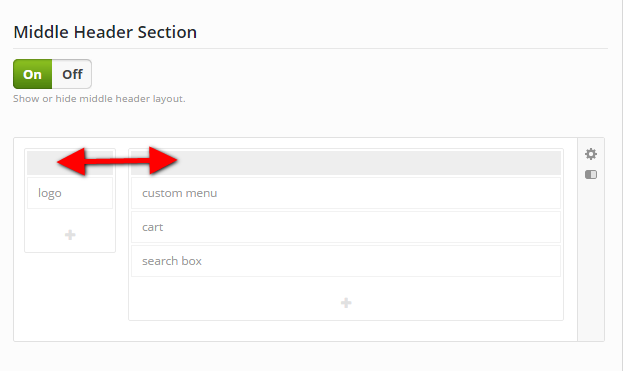 Middle Header Section
On Off
Show or hide middle header layout.
logo
custom menu
cart
search box